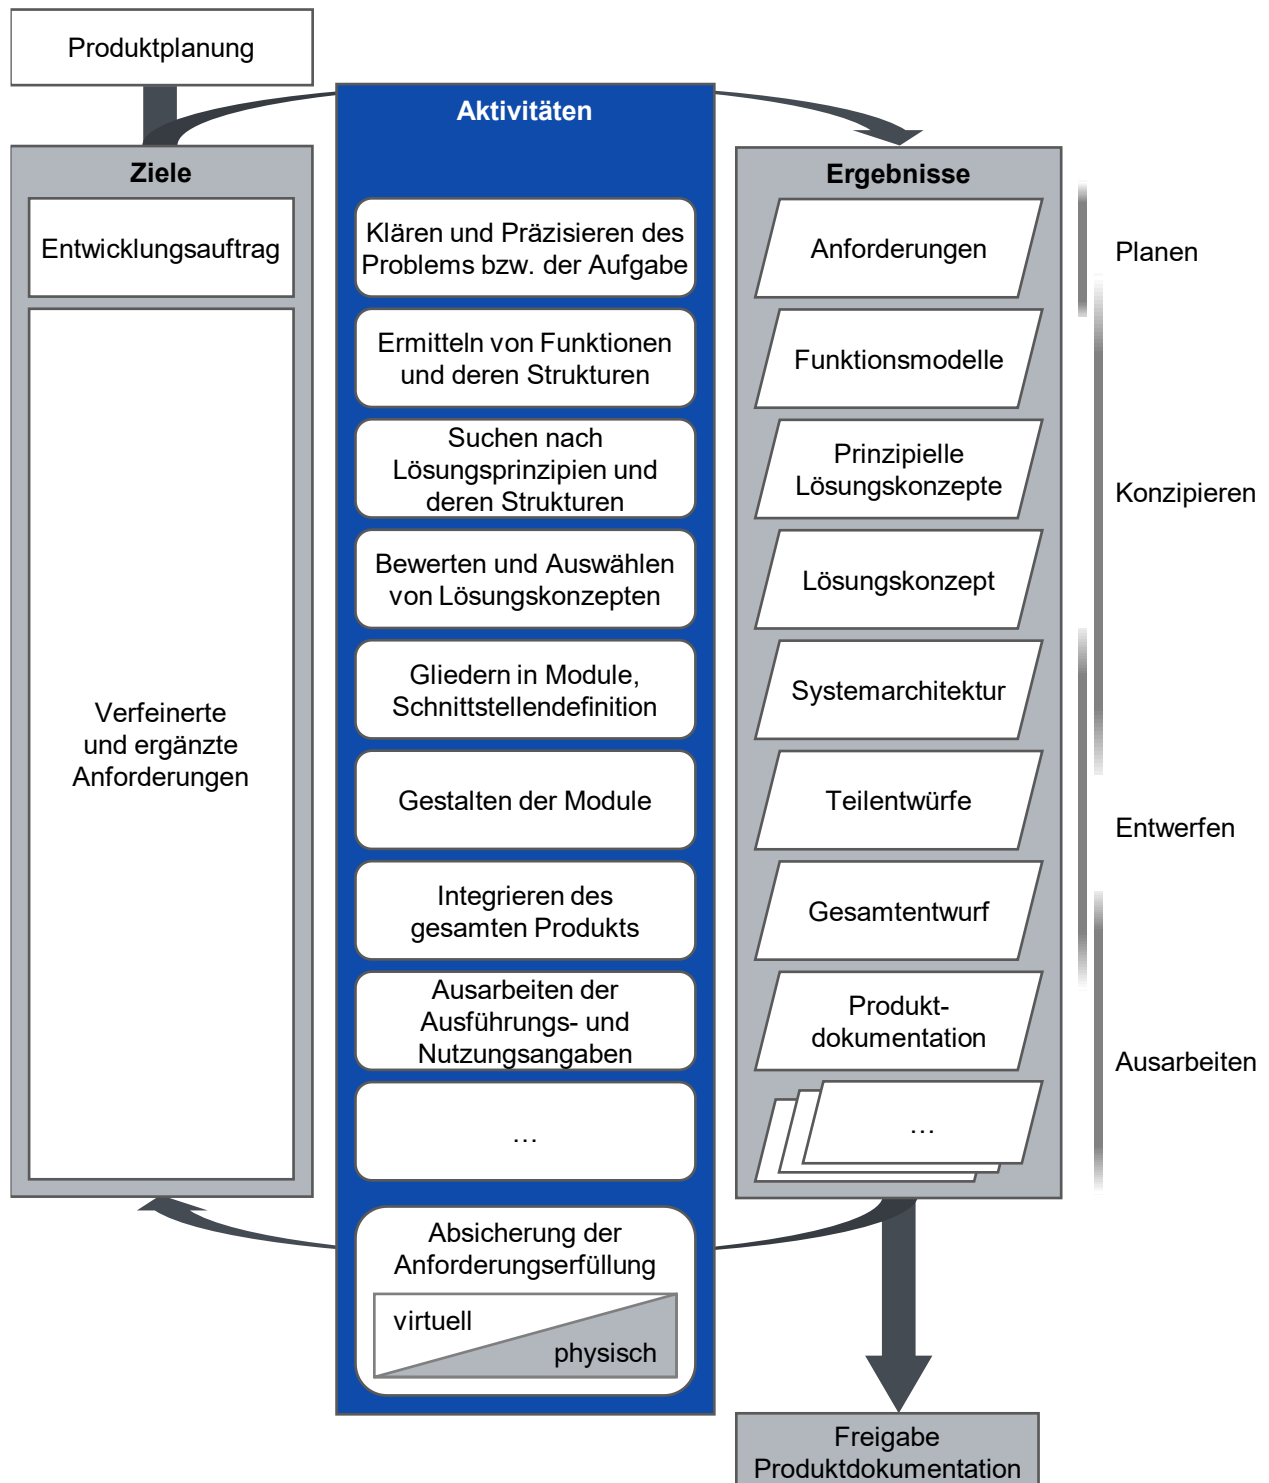 Produktplanung
Ziele
Entwicklungsauftrag
Verfeinerte
und ergänzte
Anforderungen
Aktivitäten
Klären und Präzisieren des
Problems bzw. der Aufgabe
Ermitteln von Funktionen
und deren Strukturen
Suchen nach
Lösungsprinzipien und
deren Strukturen
Bewerten und Auswählen
von Lösungskonzepten
Gliedern in Module,
Schnittstellendefinition
Gestalten der Module
Integrieren des
gesamten Produkts
Ausarbeiten der
Ausführungs- und
Nutzungsangaben
…
Absicherung der
Anforderungserfüllung
virtuell
physisch
Ergebnisse
Anforderungen
Funktionsmodelle
Prinzipielle
Lösungskonzepte
Lösungskonzept
Systemarchitektur
Teilentwürfe
Gesamtentwurf
Produkt-
dokumentation
…
Planen
Konzipieren
Entwerfen
Ausarbeiten
Freigabe
Produktdokumentation